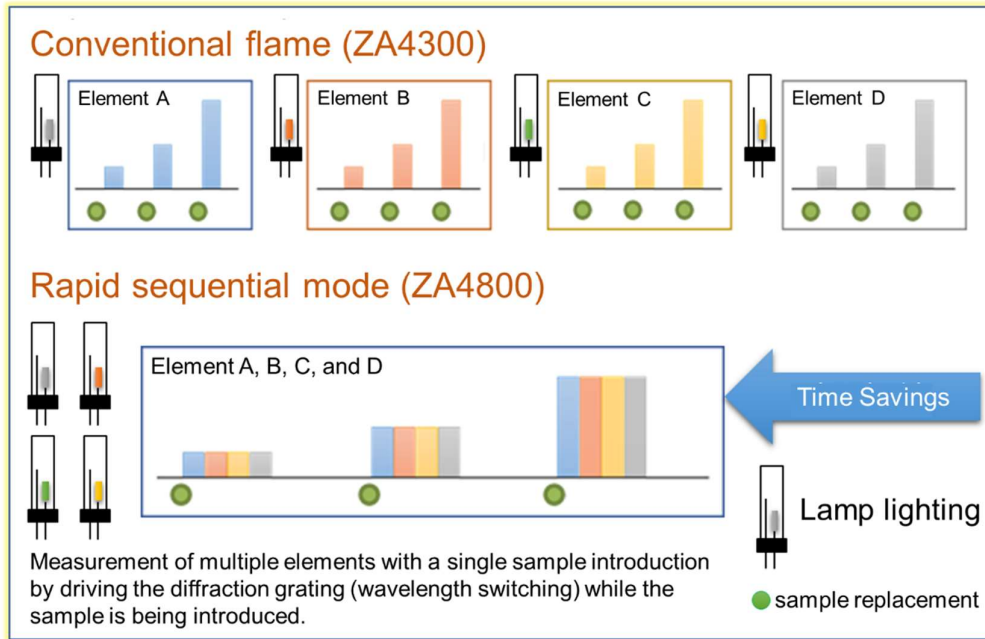 Conventional flame (ZA4300)
Element A
Element B
Element C
Element D
Rapid sequential mode (ZA4800)
Element A, B, C, and D
Time Savings
Lamp lighting
Measurement of multiple elements with a single sample introduction
by driving the diffraction grating (wavelength switching) while the
sample is being introduced.
sample replacement